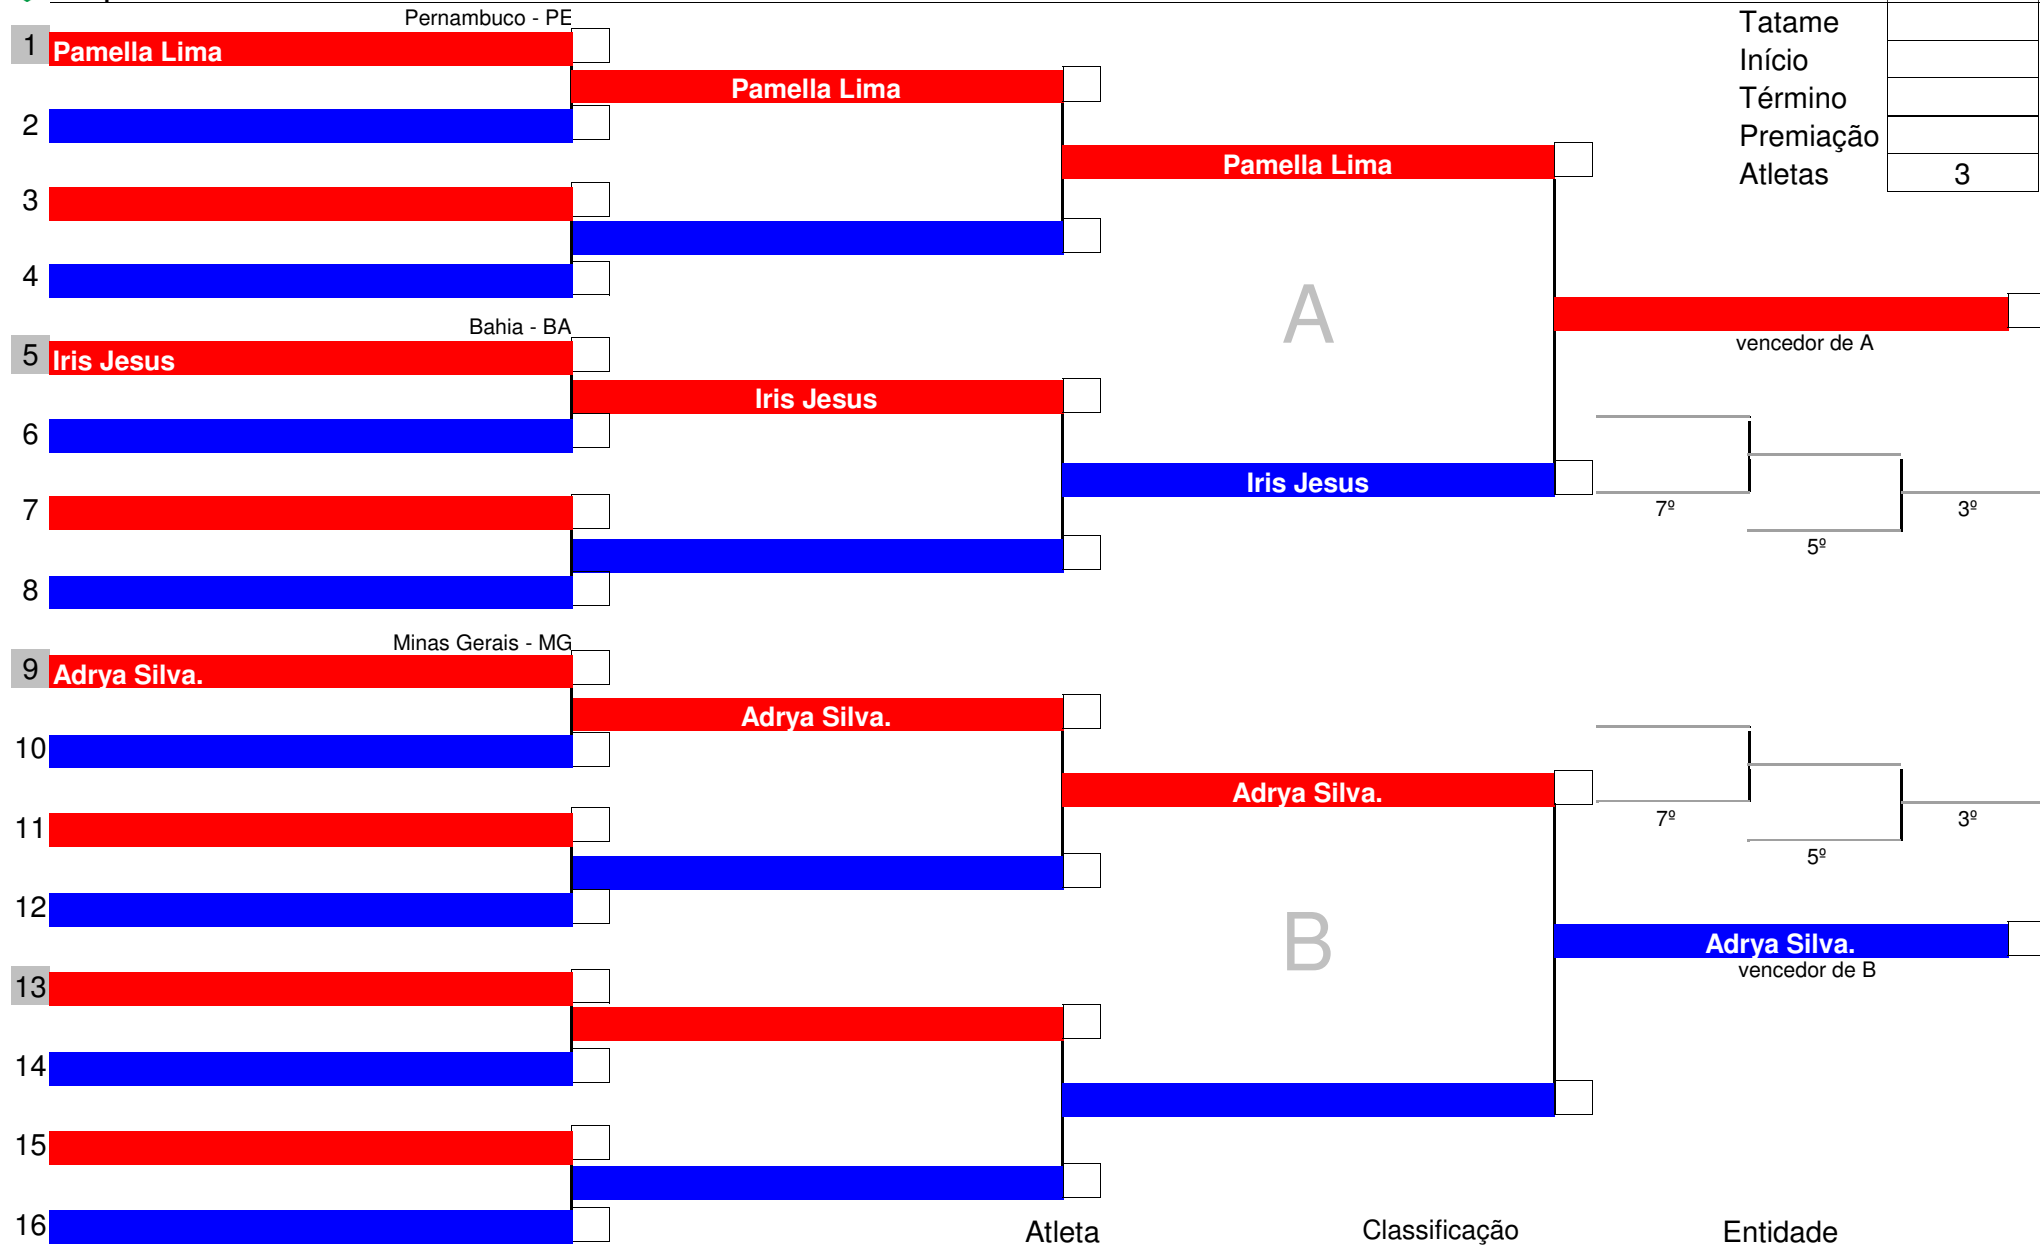 Pernambuco - PE
1 Pamella Lima
Pamella Lima
2
Pamella Lima
3
4
A
Bahia - BA
5 Iris Jesus
Iris Jesus
6
Iris Jesus
7
8
Tatame
Início
Término
Premiação
Atletas 3
vencedor de A
7º
3º
5º
Minas Gerais - MG
9 Adrya Silva.
Adrya Silva.
10
Adrya Silva.
11
12
B
13
14
15
16
7º
3º
5º
Adrya Silva.
vencedor de B
Atleta Classificação Entidade